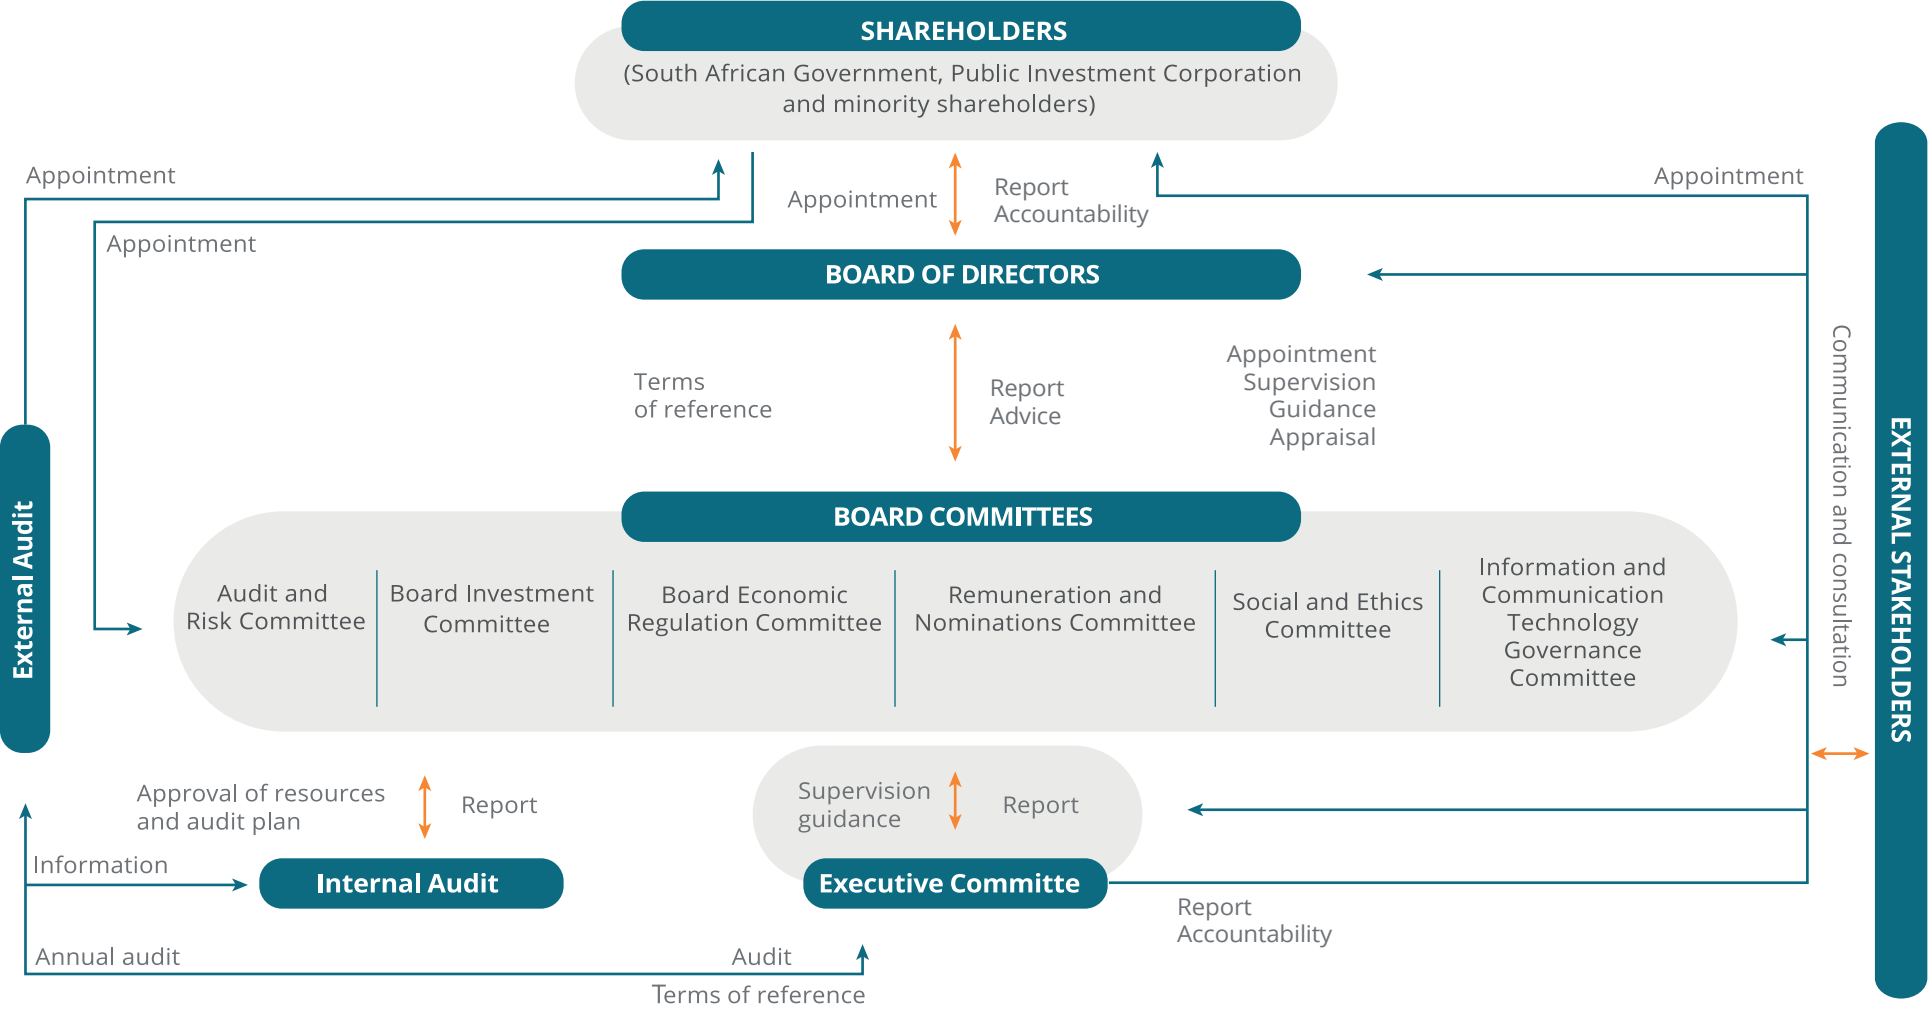 SHAREHOLDERS
(South African Government, Public Investment Corporation
and minority shareholders)
Appointment
Appointment
Appointment
Report
Accountability
Appointment
BOARD OF DIRECTORS
Terms
of reference
Report
Advice
Appointment
Supervision
Guidance
Appraisal
Communication and consultation
EXTERNAL STAKEHOLDERS
External Audit
BOARD COMMITTEES
Audit and
Risk Committee
Board Investment
Committee
Board Economic
Regulation Committee
Remuneration and
Nominations Committee
Social and Ethics
Committee
Information and
Communication
Technology
Governance
Committee
Approval of resources
and audit plan
Report
Supervision
guidance
Report
Information
Internal Audit
Executive Committe
Report
Accountability
Annual audit
Audit
Terms of reference